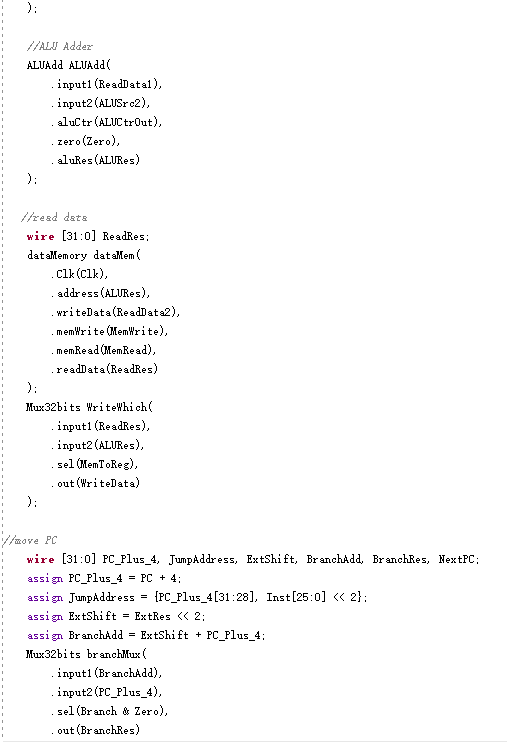 );
//ALU Adder
ALUAdd ALUAdd(
.input1(ReadData1),
.input2(ALUSrc2),
.aluCtr(ALUCtrOut),
.zero(Zero),
.aluRes(ALURes)
);
//read data
wire [31:0] ReadRes;
dataMemory dataMem(
.Clk(Clk),
.address(ALURes),
.writeData(ReadData2),
.memWrite(MemWrite),
.memRead(MemRead),
.readData(ReadRes)
);
Mux32bits WriteWhich(
.input1(ReadRes),
.input2(ALURes),
.sel(MemToReg),
.out(WriteData)
);
//move PC
wire [31:0] PC_Plus_4, JumpAddress, ExtShift, BranchAdd, BranchRes, NextPC;
assign PC_Plus_4 = PC + 4;
assign JumpAddress = {PC_Plus_4[31:28], Inst[25:0] << 2};
assign ExtShift = ExtRes << 2;
assign BranchAdd = ExtShift + PC_Plus_4;
Mux32bits branchMux(
.input1(BranchAdd),
.input2(PC_Plus_4),
.sel(Branch & Zero),
.out(BranchRes)